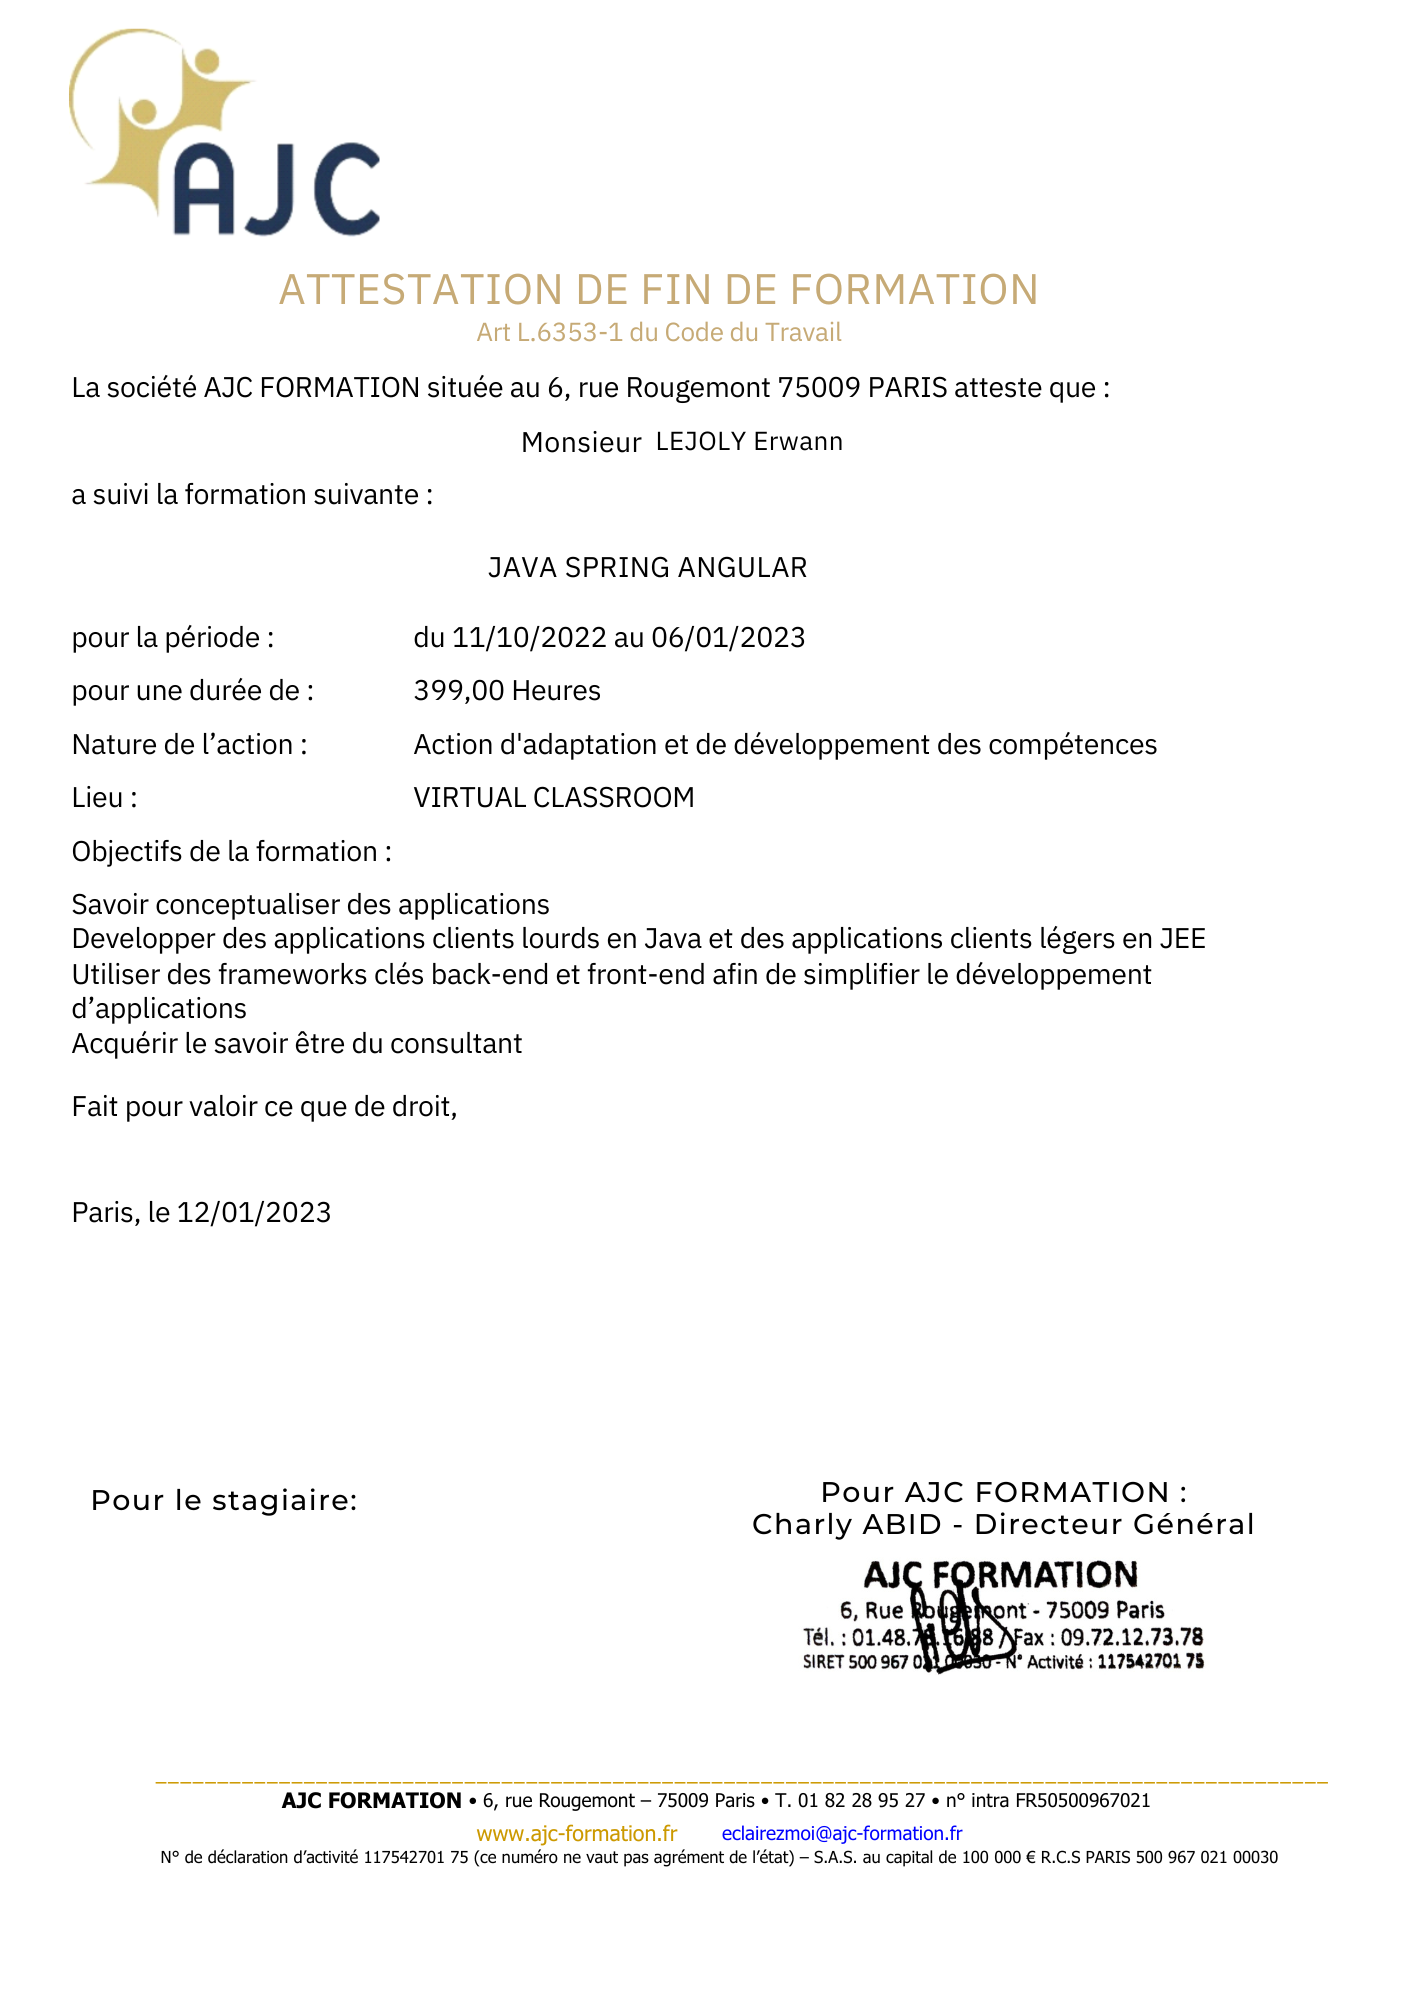 AJC
ATTESTATION DE FIN DE FORMATION
Art L.6353-1 du Code du Travail
La société AJC FORMATION située au 6, rue Rougemont 75009 PARIS atteste que :
Monsieur LEJOLY Erwann
a suivi la formation suivante :
JAVA SPRING ANGULAR
pour la période : du 11/10/2022 au 06/01/2023
pour une durée de : 399,00 Heures
Nature de l’action : Action d'adaptation et de développement des compétences
Lieu : VIRTUAL CLASSROOM
Objectifs de la formation :
Savoir conceptualiser des applications
Developper des applications clients lourds en Java et des applications clients légers en JEE
Utiliser des frameworks clés back-end et front-end afin de simplifier le développement
d’applications
Acquérir le savoir être du consultant
Fait pour valoir ce que de droit,
Paris, le 12/01/2023
Pour le stagiaire:
Pour AJC FORMATION :
Charly ABID - Directeur Général
AJC FORMATION
6, Rue Rougemont - 75009 Paris
Tél. : / Fax : 09.72.12.73.78
SIRET 500 967 - N° Activité : 117542701 75
AJC FORMATION • 6, rue Rougemont – 75009 Paris • T. 01 82 28 95 27 • n° intra FR50500967021
www.ajc-formation.fr eclairezmoi@ajc-formation.fr
N° de déclaration d’activité 117542701 75 (ce numéro ne vaut pas agrément de l’état) – S.A.S. au capital de 100 000 € R.C.S PARIS 500 967 021 00030